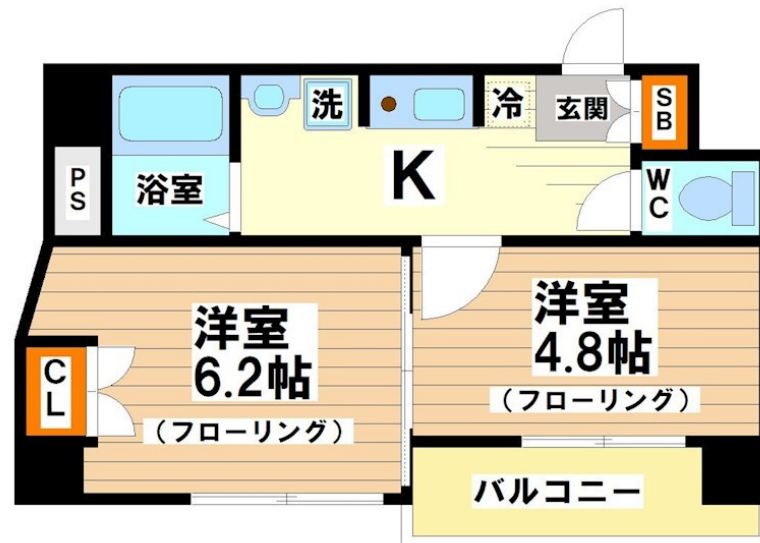 洗
冷
玄関
SB
PS
浴室
K
WC
洋室
6.2帖
(フローリング)
洋室
4.8帖
(フローリング)
CL
バルコニー